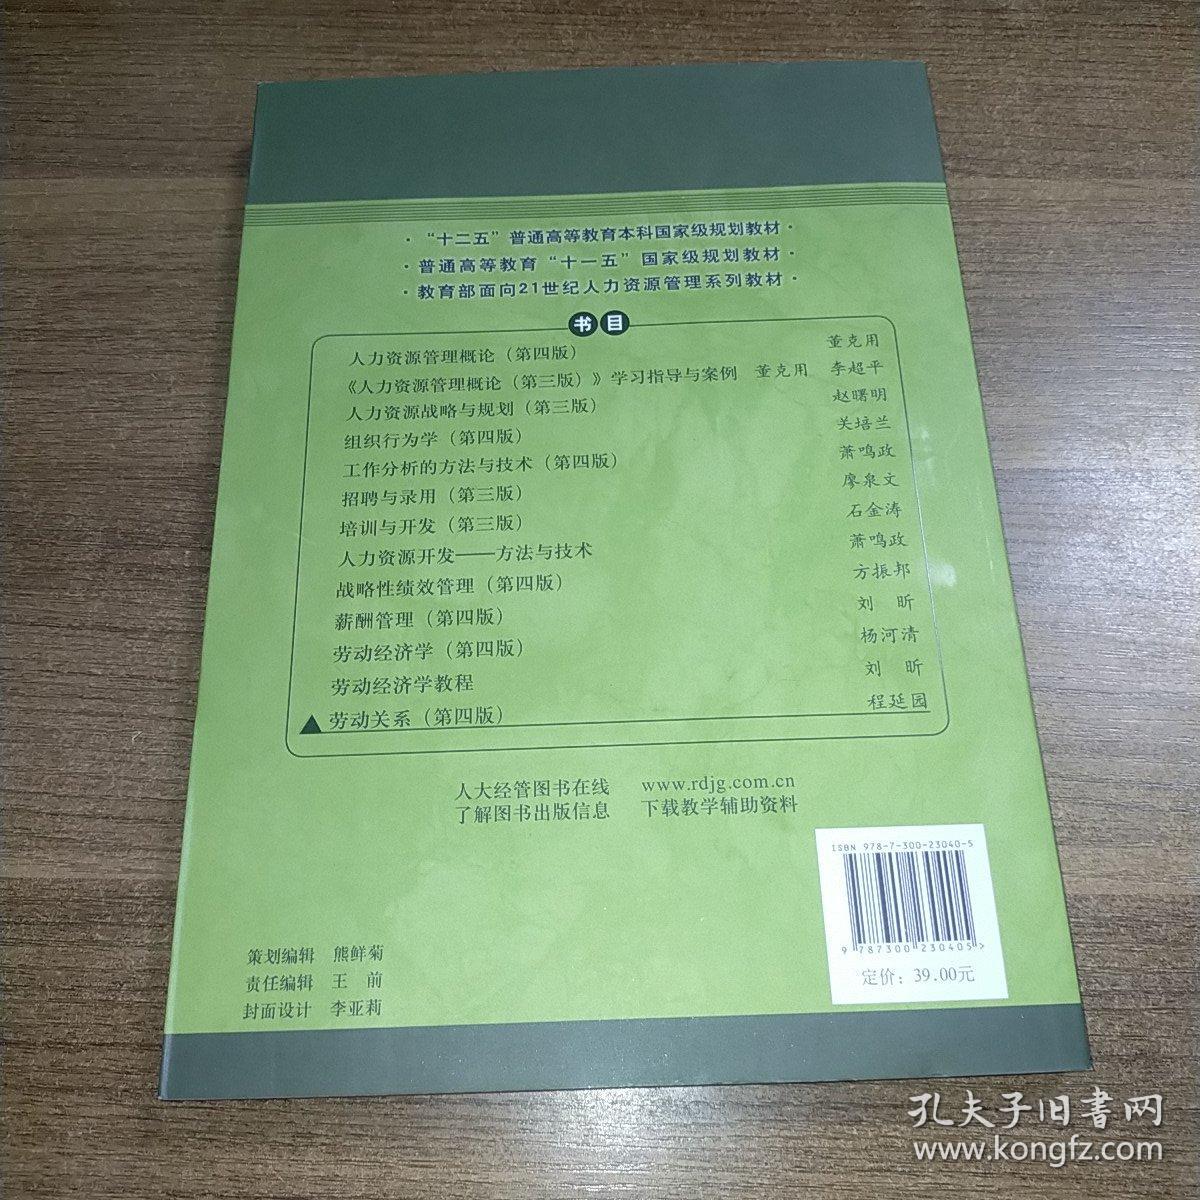 ·“十二五”普通高等教育本科国家级规划教材·
·普通高等教育“十一五”国家级规划教材·
·教育部面向21世纪人力资源管理系列教材·
书目
人力资源管理概论（第四版） 董克用
《人力资源管理概论（第三版）》学习指导与案例 董克用 李超平
人力资源战略与规划（第三版） 赵曙明
组织行为学（第四版） 关培兰
工作分析的方法与技术（第四版） 萧鸣政
招聘与录用（第三版） 廖泉文
培训与开发（第三版） 石金涛
人力资源开发——方法与技术 萧鸣政
战略性绩效管理（第四版） 方振邦
薪酬管理（第四版） 刘 昕
劳动经济学（第四版） 杨河清
劳动经济学教程 刘 昕
▲劳动关系（第四版） 程延园
人大经管图书在线 www.rdjg.com.cn
了解图书出版信息 下载教学辅助资料
ISBN 978-7-300-23040-5
9 787300 230405>
定价：39.00元
策划编辑 熊鲜菊
责任编辑 王 前
封面设计 李亚莉
孔夫子旧书网
www.kongfz.com